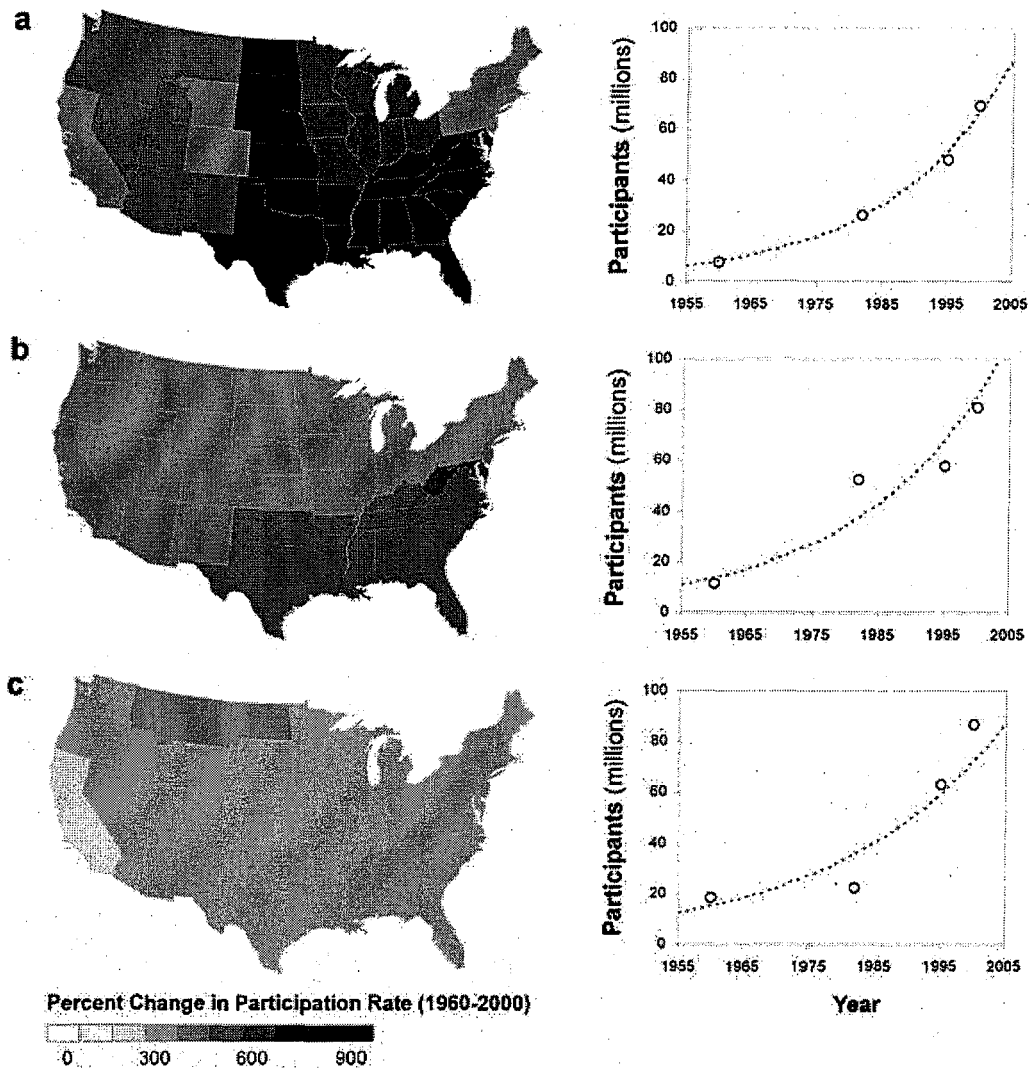 a
Participants (millions)
100
80
60
40
20
0
1955 1965 1975 1985 1995 2005
b
Participants (millions)
100
80
60
40
20
0
1955 1965 1975 1985 1995 2005
c
Participants (millions)
100
80
60
40
20
0
1955 1965 1975 1985 1995 2005
Year
Percent Change in Participation Rate (1960-2000)
0 300 600 900